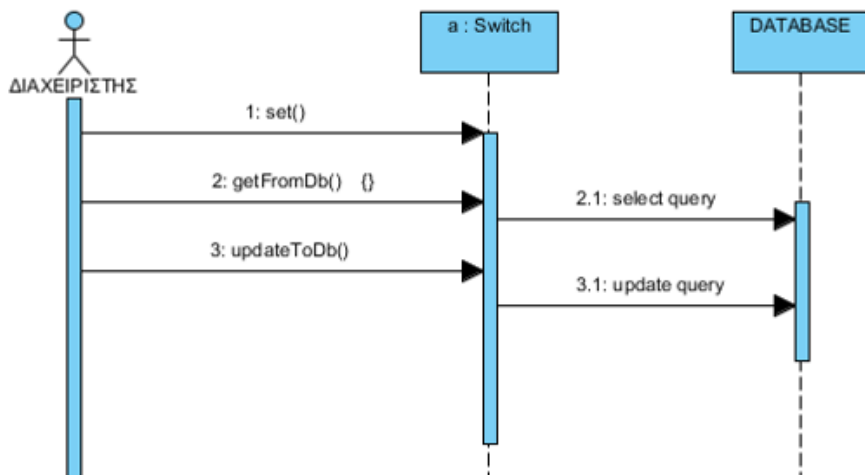 a : Switch
DATABASE
ΔΙΑΧΕΙΡΙΣΤΗΣ
1: set()
2: getFromDb() {}
2.1: select query
3: updateToDb()
3.1: update query